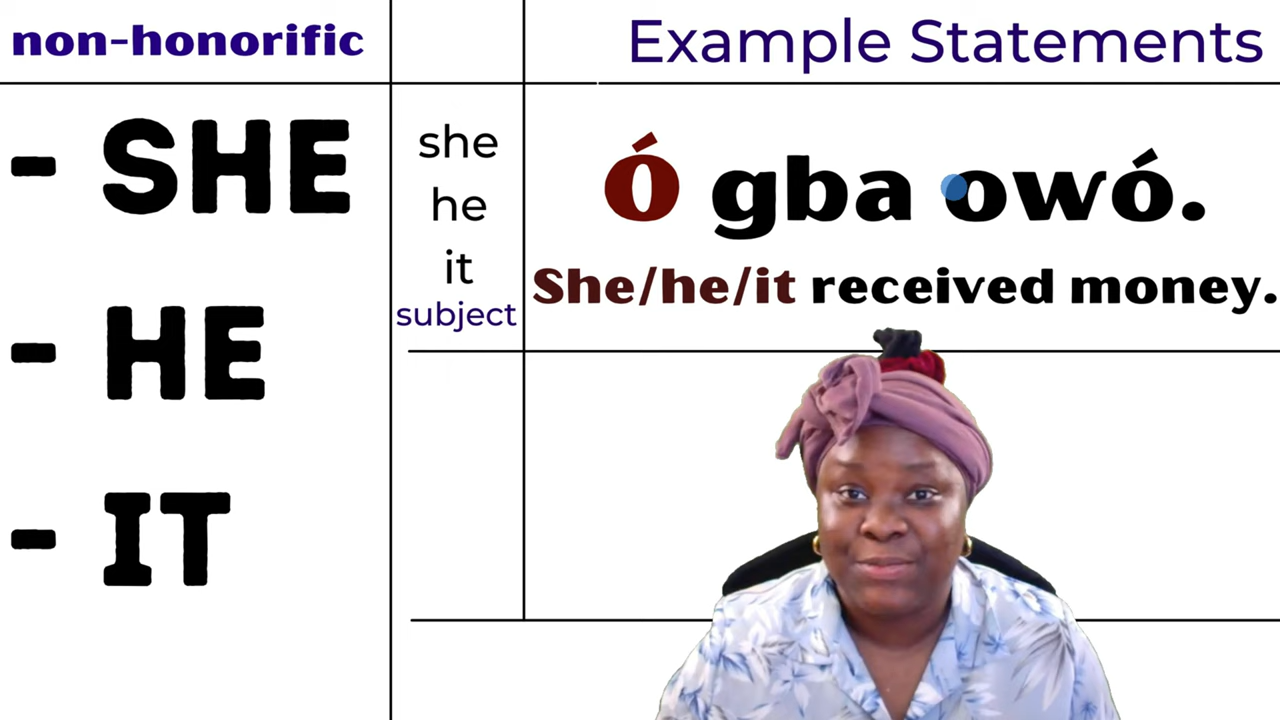 non-honorific
Example Statements
- SHE
- HE
- IT
she
he
it
subject
Ó gba owó.
She/he/it received money.